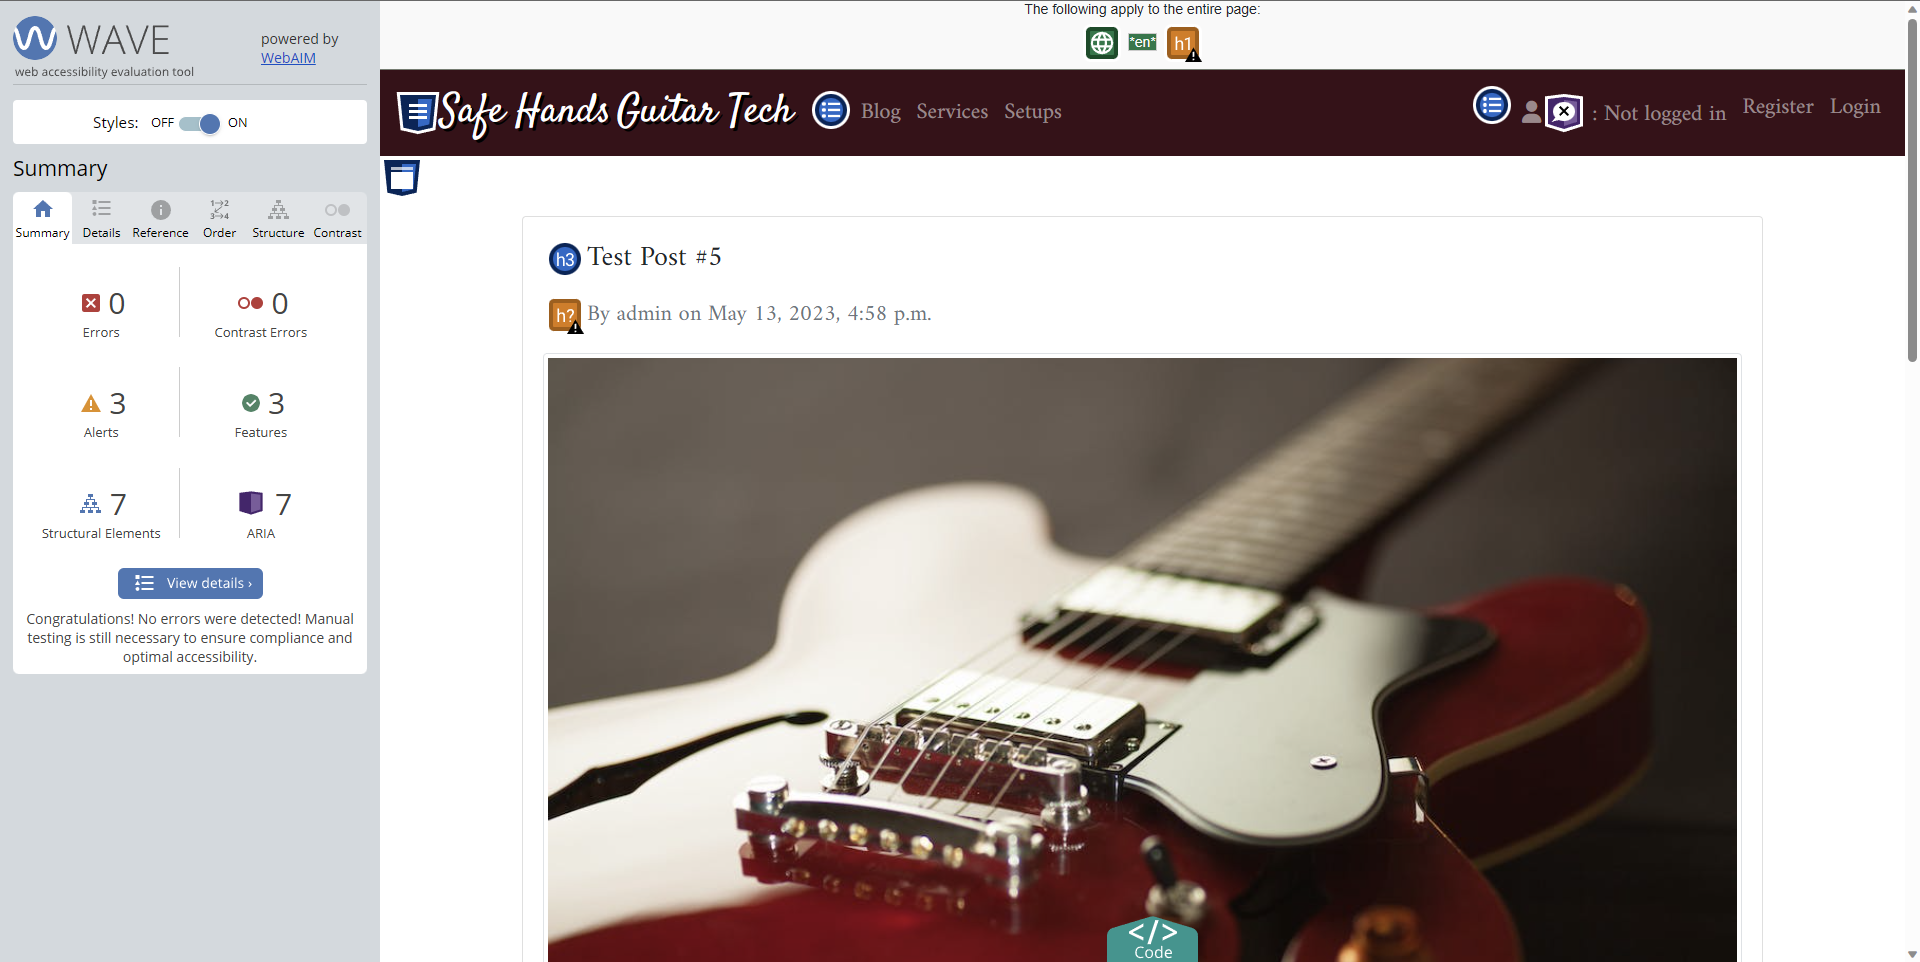 WAVE
web accessibility evaluation tool
powered by
WebAIM
Styles: OFF ON
Summary
Summary Details Reference Order Structure Contrast
0
Errors
0
Contrast Errors
3
Alerts
3
Features
7
Structural Elements
7
ARIA
View details ›
Congratulations! No errors were detected! Manual
testing is still necessary to ensure compliance and
optimal accessibility.
The following apply to the entire page:
*en* h1
Safe Hands Guitar Tech Blog Services Setups : Not logged in Register Login
h3 Test Post #5
h? By admin on May 13, 2023, 4:58 p.m.
</> Code